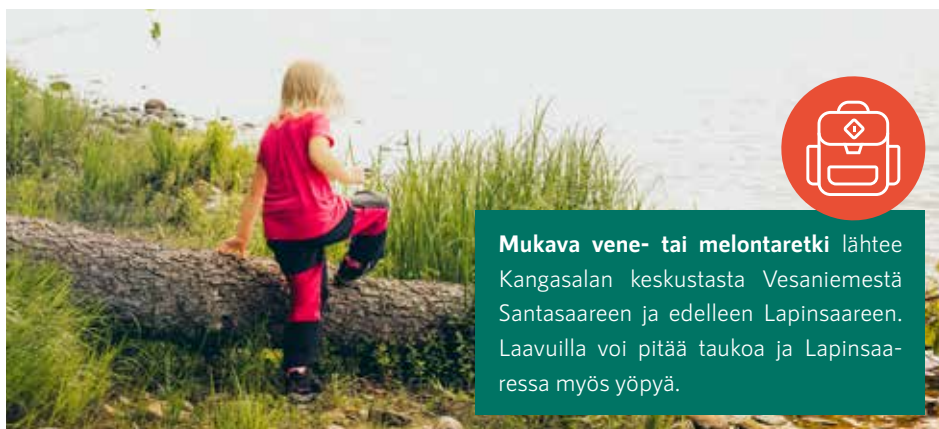 Mukava vene- tai melontaretki lähtee
Kangasalan keskustasta Vesaniemestä
Santasaareen ja edelleen Lapinsaareen.
Laavuilla voi pitää taukoa ja Lapinsaa-
ressa myös yöpyä.